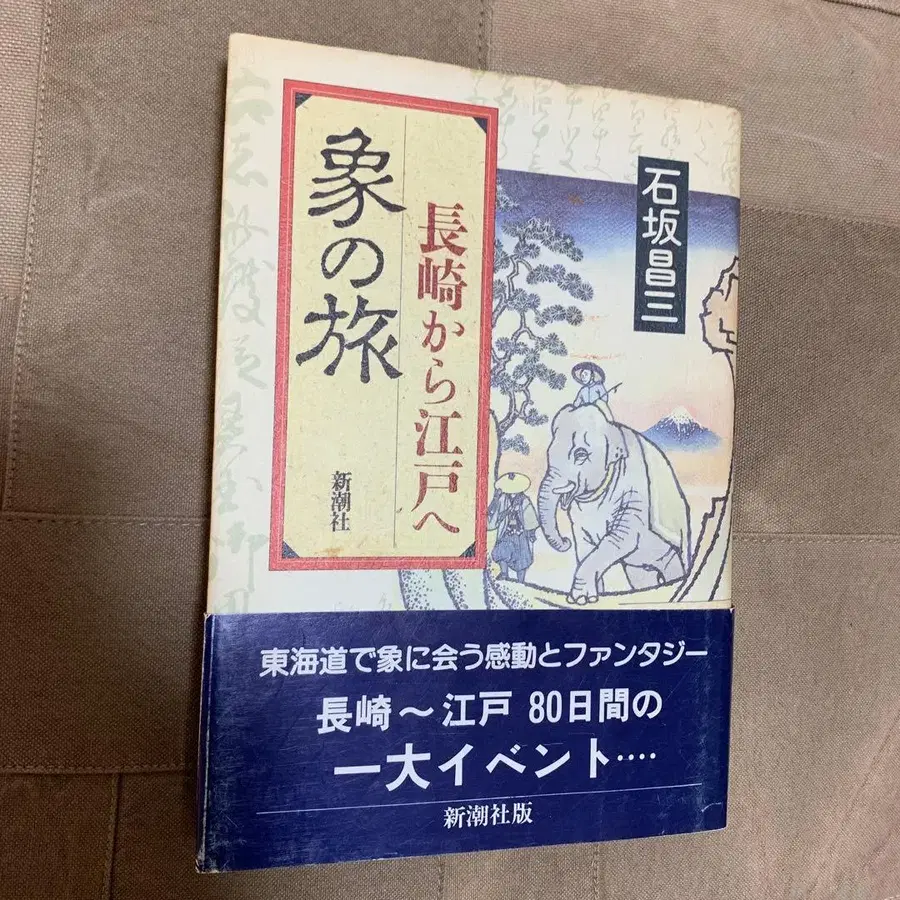 象の旅
長崎から江戸へ
新潮社
石坂昌三
東海道で象に会う感動とファンタジー
長崎～江戸 80日間の
一大イベント‥‥
新潮社版